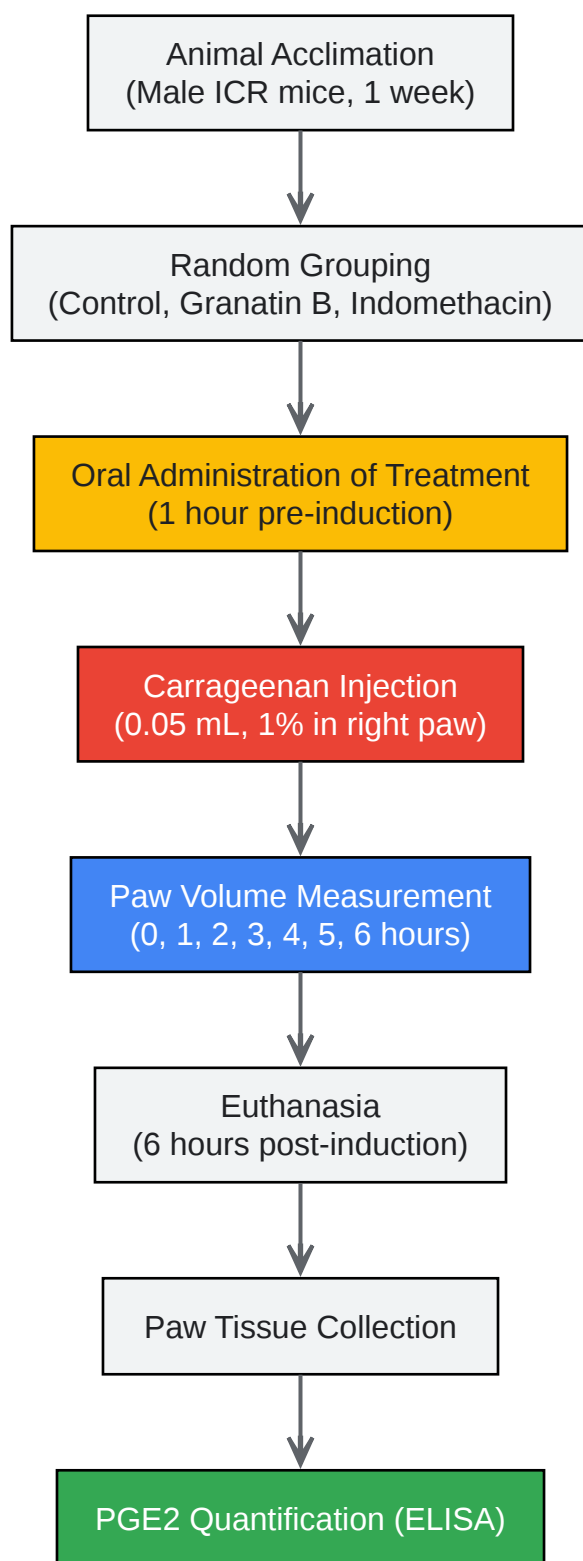 Animal Acclimation
(Male ICR mice, 1 week)
Random Grouping
(Control, Granatin B, Indomethacin)
Oral Administration of Treatment
(1 hour pre-induction)
Carrageenan Injection
(0.05 mL, 1% in right paw)
Paw Volume Measurement
(0, 1, 2, 3, 4, 5, 6 hours)
Euthanasia
(6 hours post-induction)
Paw Tissue Collection
PGE2 Quantification (ELISA)